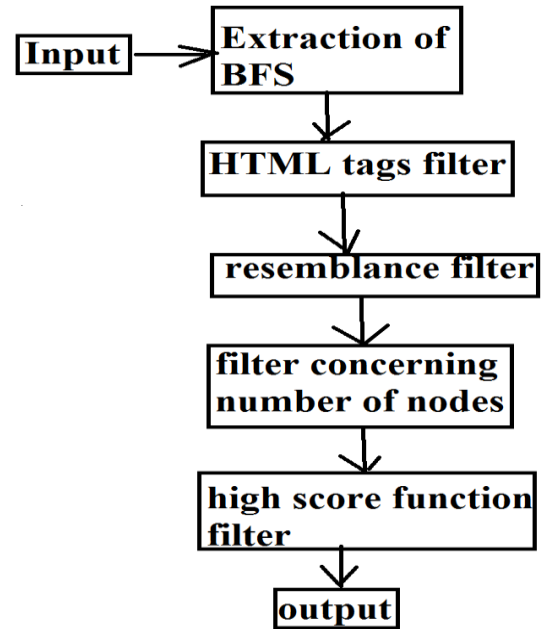 Input
Extraction of
BFS
HTML tags filter
resemblance filter
filter concerning
number of nodes
high score function
filter
output